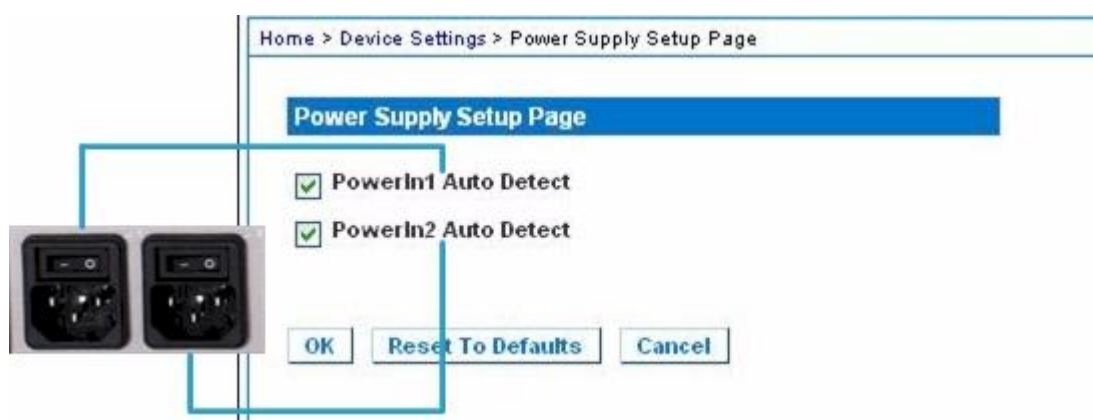 Home > Device Settings > Power Supply Setup Page
Power Supply Setup Page
PowerIn1 Auto Detect
PowerIn2 Auto Detect
OK Reset To Defaults Cancel